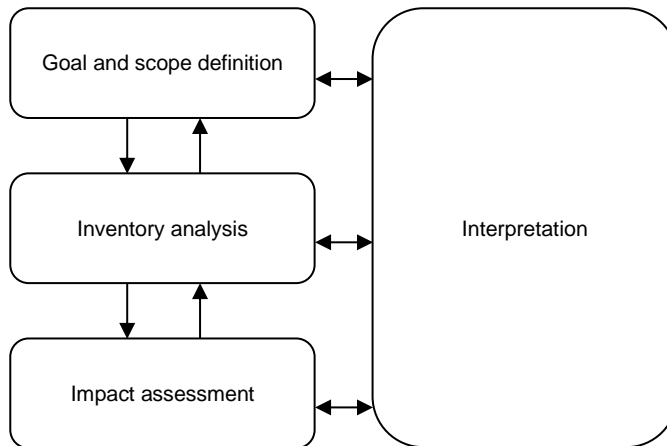 Goal and scope definition
Inventory analysis
Interpretation
Impact assessment